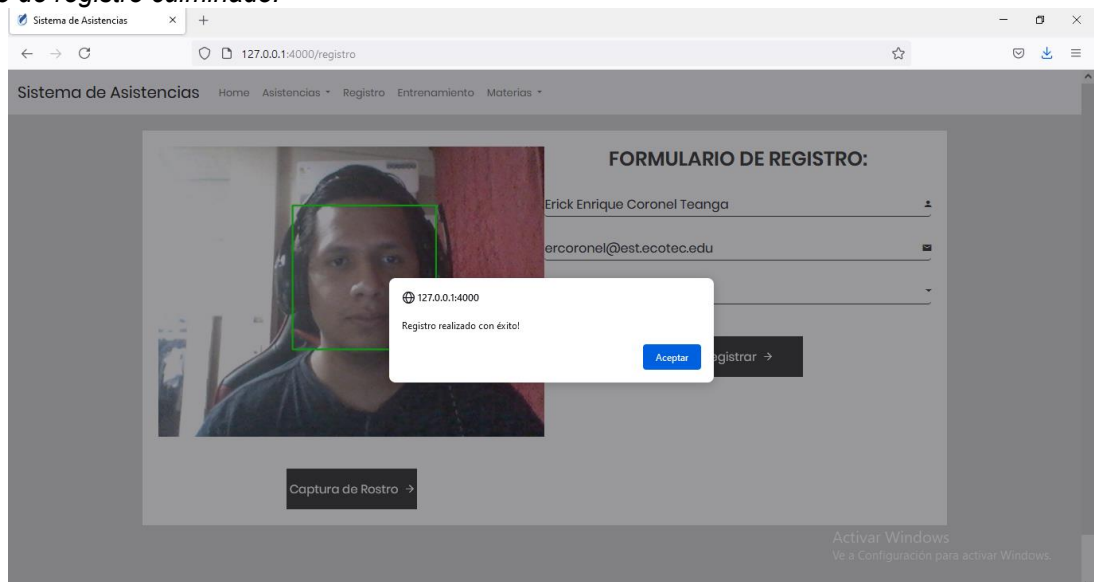 de registro culminado.
Sistema de Asistencias
127.0.0.1:4000/registro
Sistema de Asistencias Home Asistencias Registro Entrenamiento Materias
FORMULARIO DE REGISTRO:
Erick Enrique Coronel Teanga
ercoronel@est.ecotec.edu
127.0.0.1:4000
Registro realizado con éxito!
Aceptar
egistrar →
Captura de Rostro →
Activar Windows
Ve a Configuración para activar Windows.